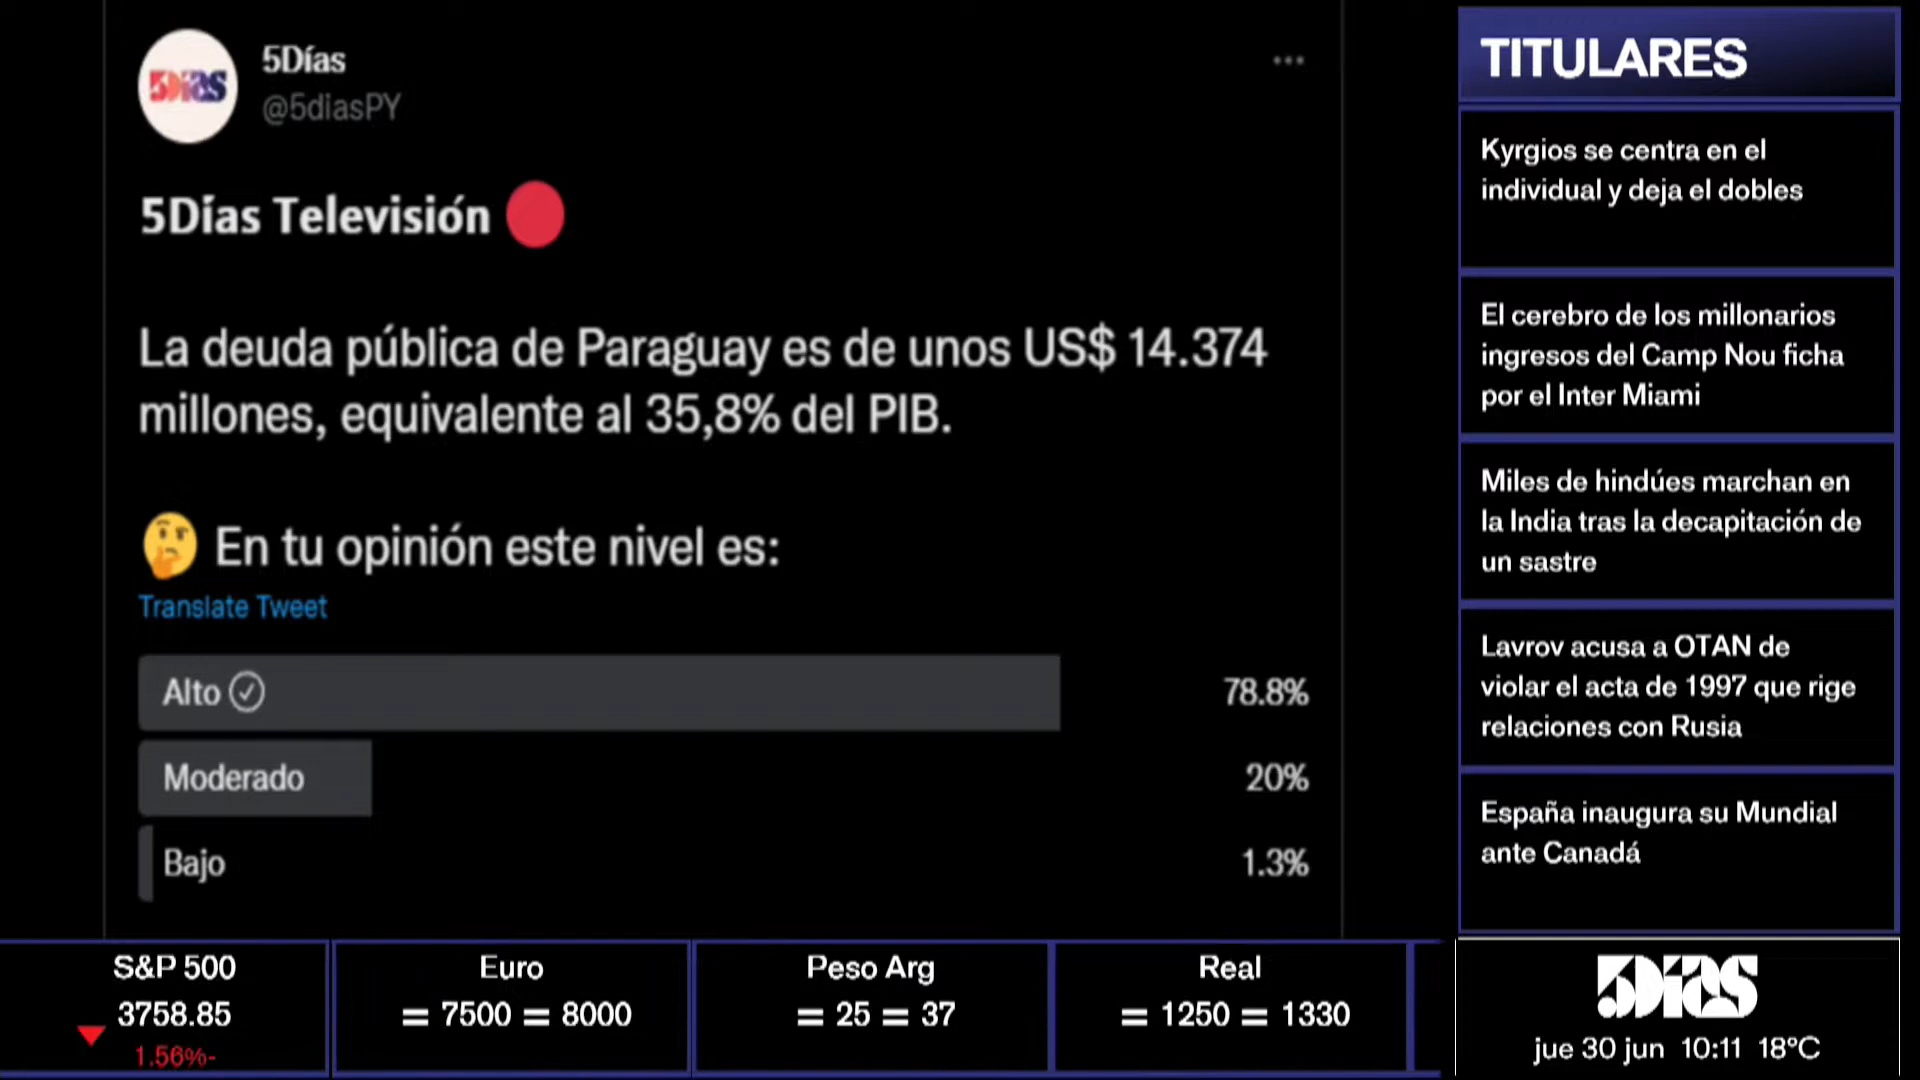 5Días
5Días
@5diasPY
5Días Televisión
La deuda pública de Paraguay es de unos US$ 14.374
millones, equivalente al 35,8% del PIB.
En tu opinión este nivel es:
Translate Tweet
Alto 78.8%
Moderado 20%
Bajo 1.3%
TITULARES
Kyrgios se centra en el
individual y deja el dobles
El cerebro de los millonarios
ingresos del Camp Nou ficha
por el Inter Miami
Miles de hindúes marchan en
la India tras la decapitación de
un sastre
Lavrov acusa a OTAN de
violar el acta de 1997 que rige
relaciones con Rusia
España inaugura su Mundial
ante Canadá
S&P 500
3758.85
1.56%-
Euro
= 7500 = 8000
Peso Arg
= 25 = 37
Real
= 1250 = 1330
5Días
jue 30 jun 10:11 18°C